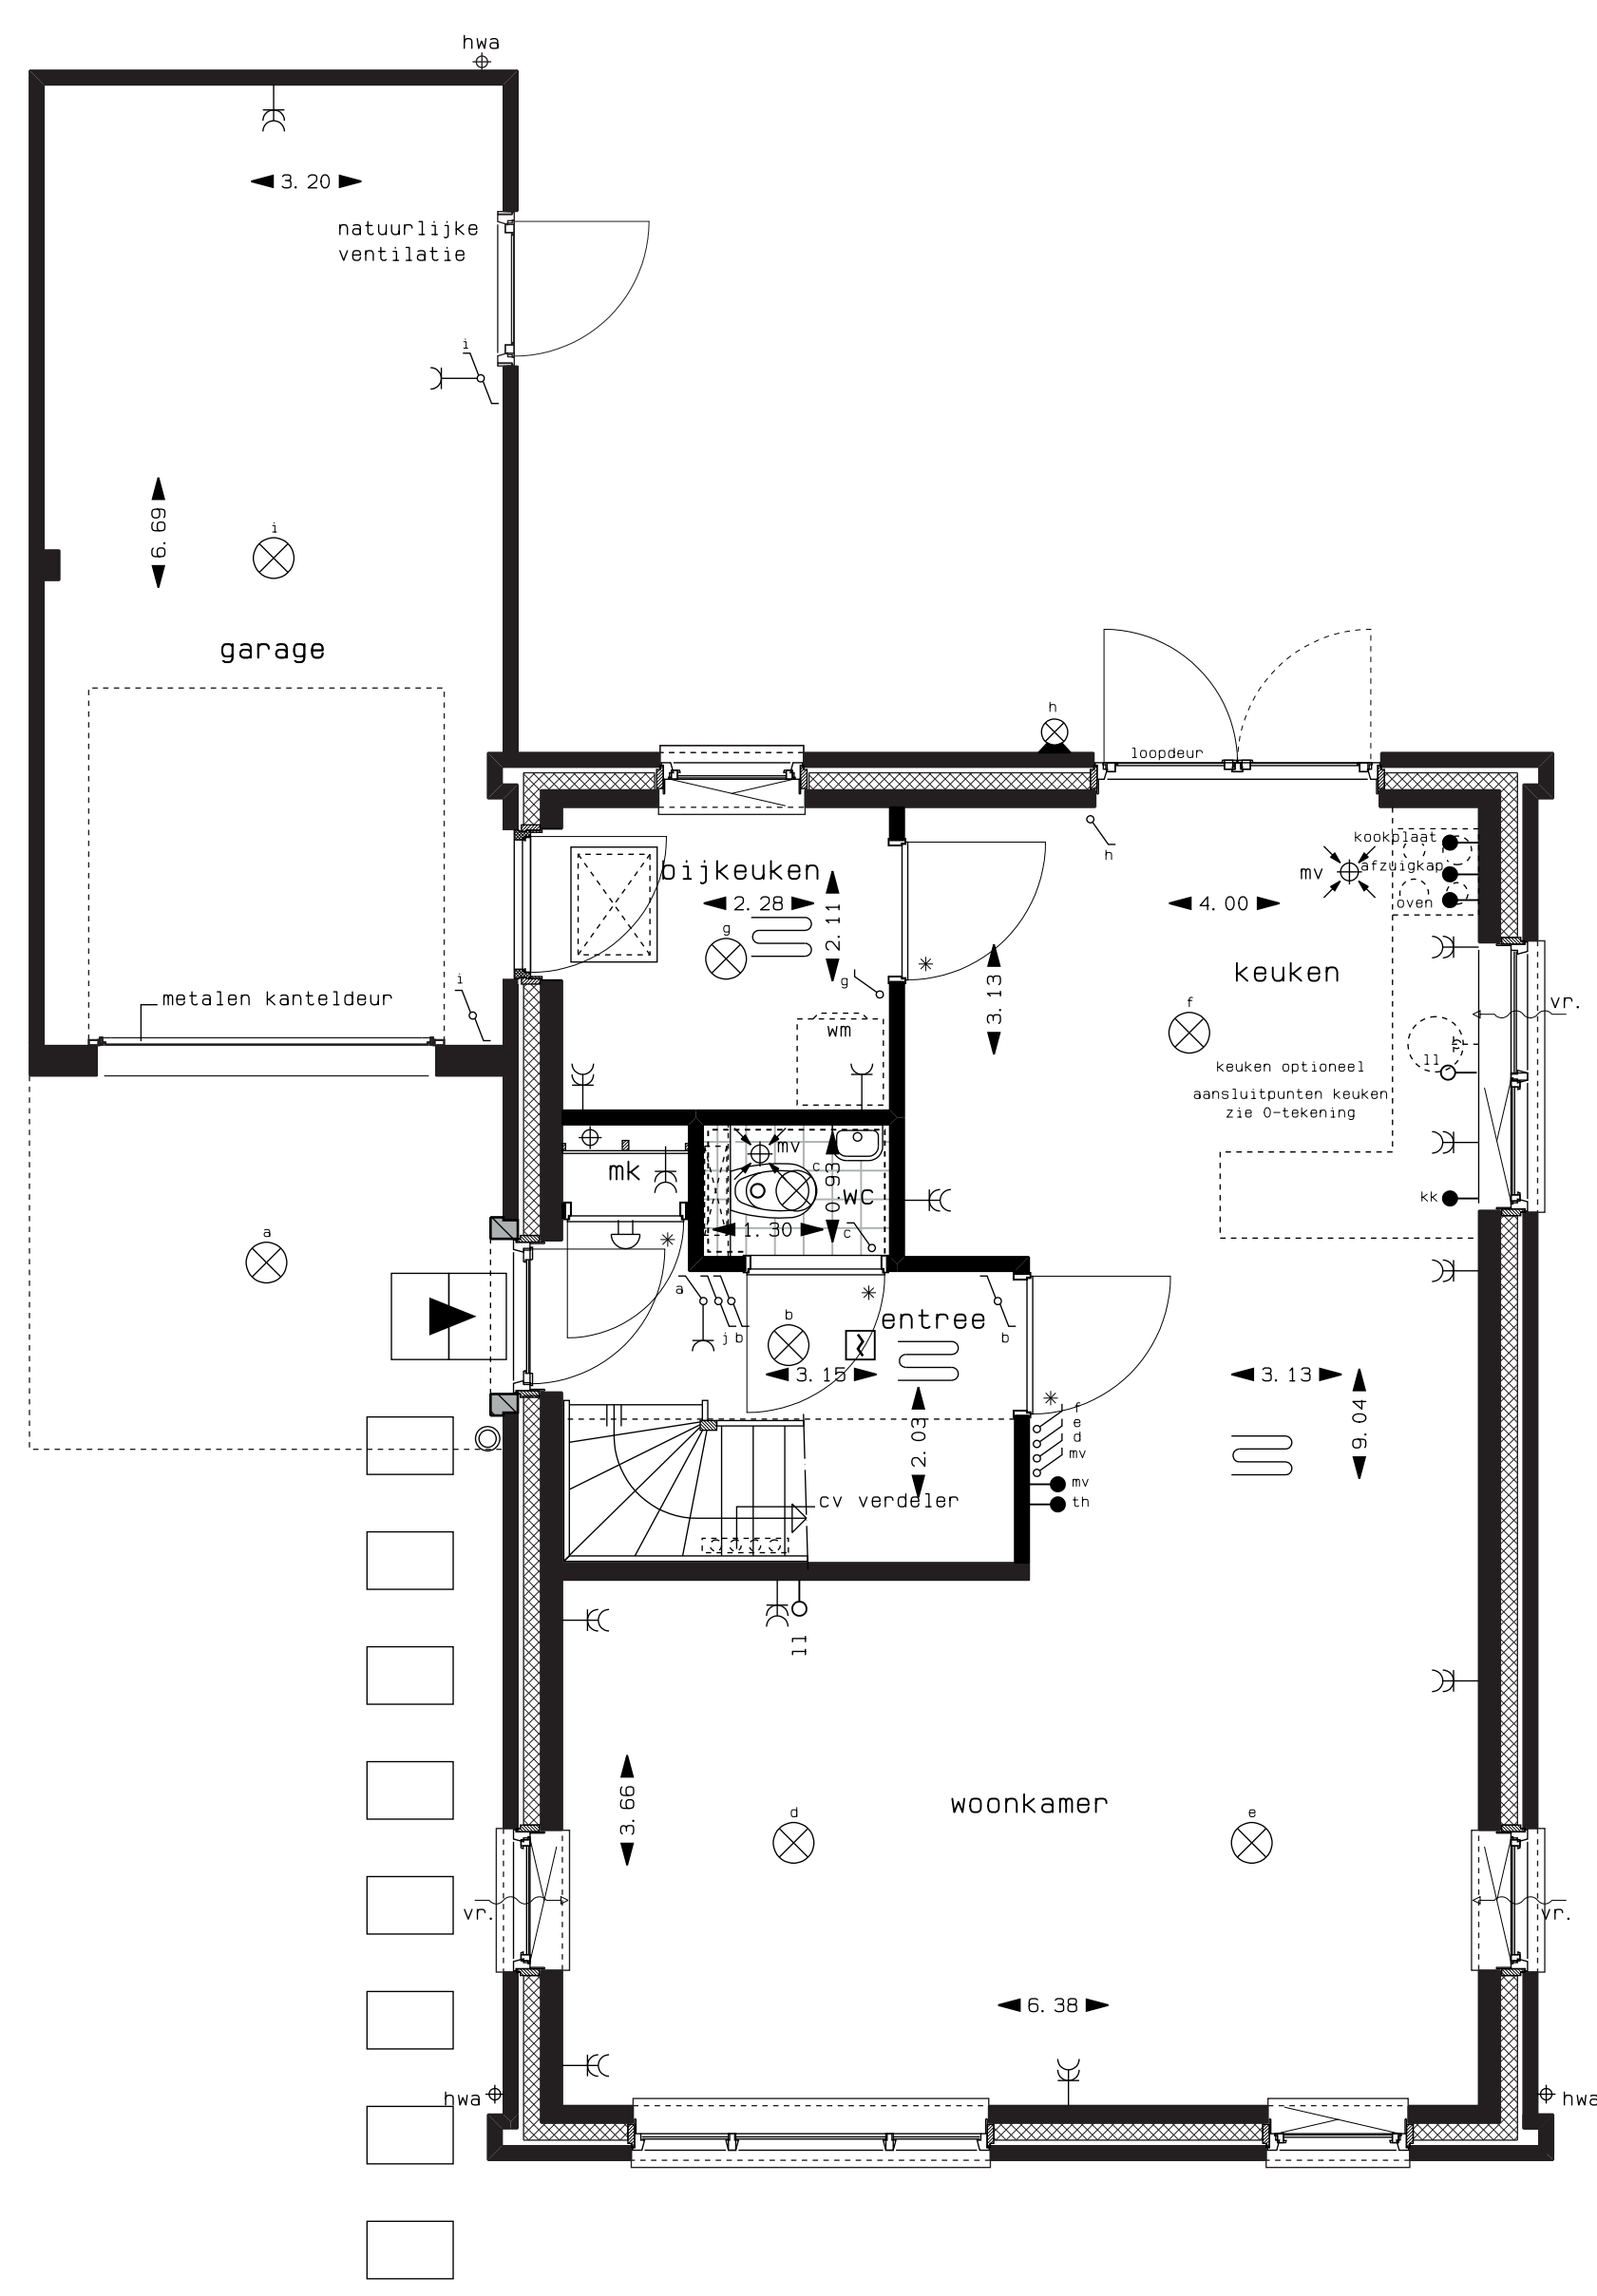 hwa
3. 20
natuurlijke
ventilatie
i
6. 69
i
garage
h
loopdeur
kookplaat
afzuigkap
mv
oven
h
bijkeuken
2. 28
2. 11
g
4. 00
keuken
3. 13
g
i
metalen kanteldeur
f
vr.
wm
ll
keuken optioneel
aansluitpunten keuken
zie O-tekening
mv
mk
c
0. 93
wc
kk
1. 30
c
a
a
j b
b
entree
b
3. 15
3. 13
9. 04
f
e
d
mv
2. 03
mv
th
cv verdeler
ll
3. 66
woonkamer
d
e
vr.
vr.
6. 38
hwa
hwa